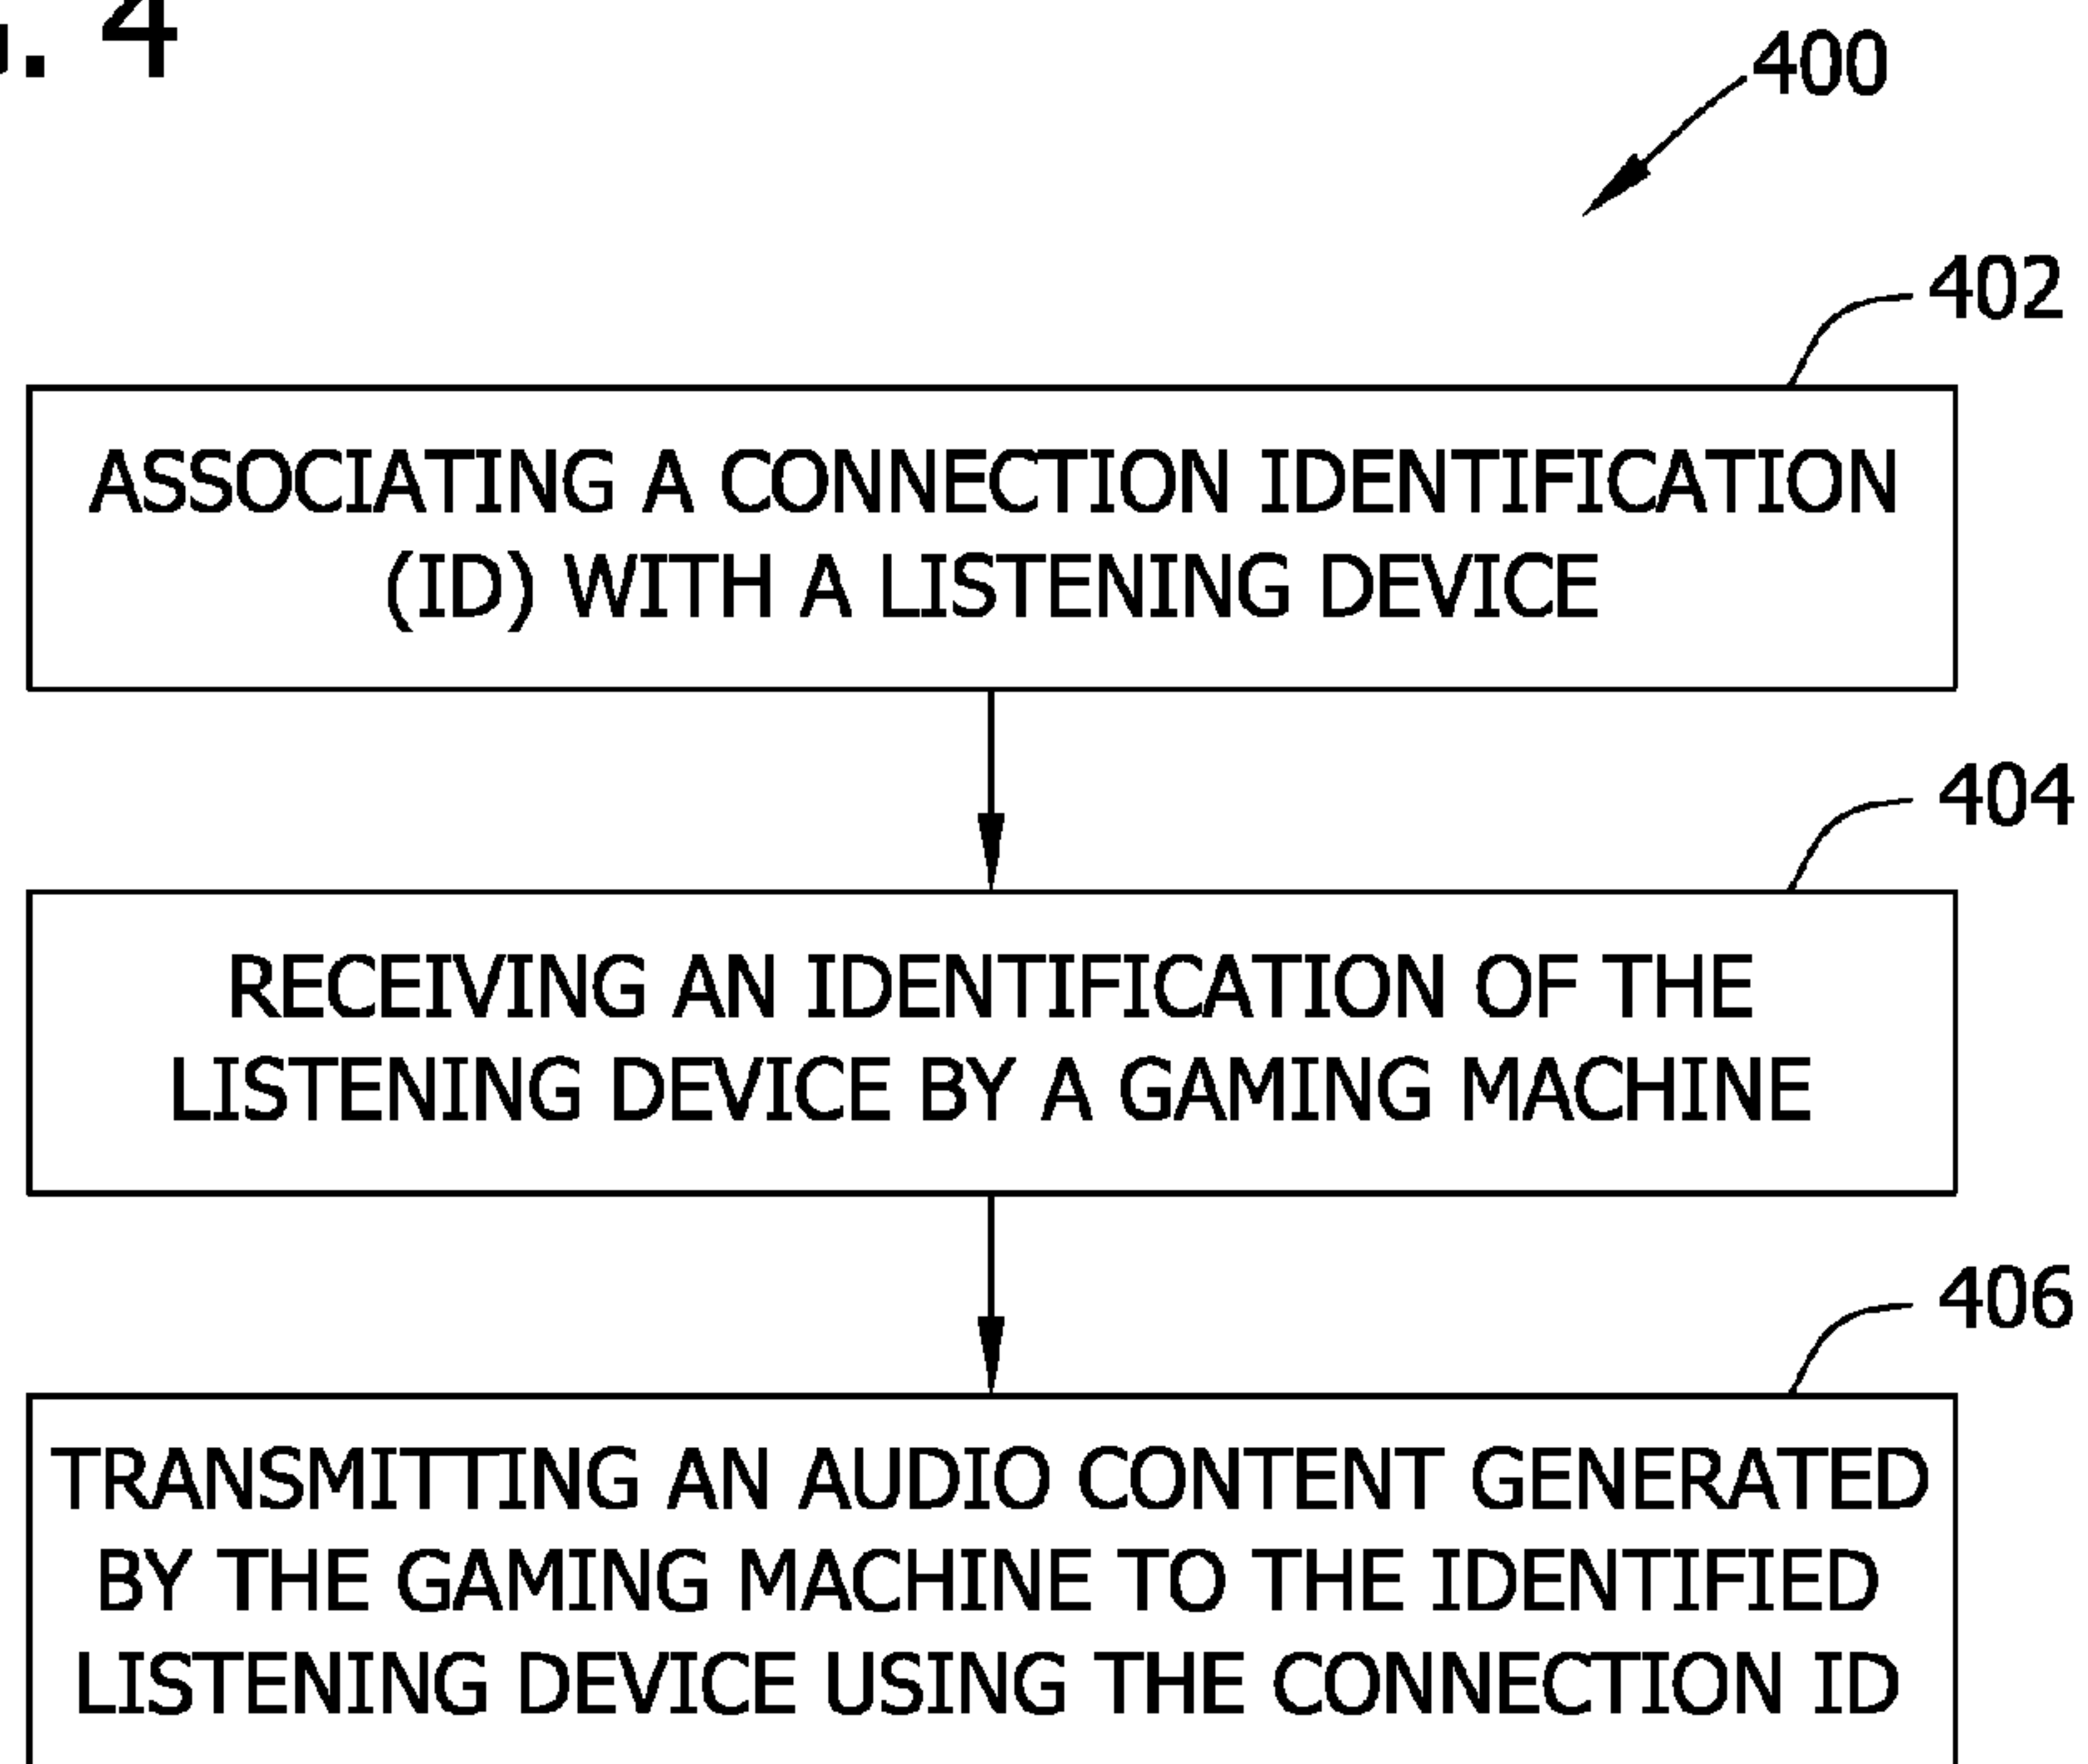 . 4
400
402
ASSOCIATING A CONNECTION IDENTIFICATION
(ID) WITH A LISTENING DEVICE
404
RECEIVING AN IDENTIFICATION OF THE
LISTENING DEVICE BY A GAMING MACHINE
406
TRANSMITTING AN AUDIO CONTENT GENERATED
BY THE GAMING MACHINE TO THE IDENTIFIED
LISTENING DEVICE USING THE CONNECTION ID